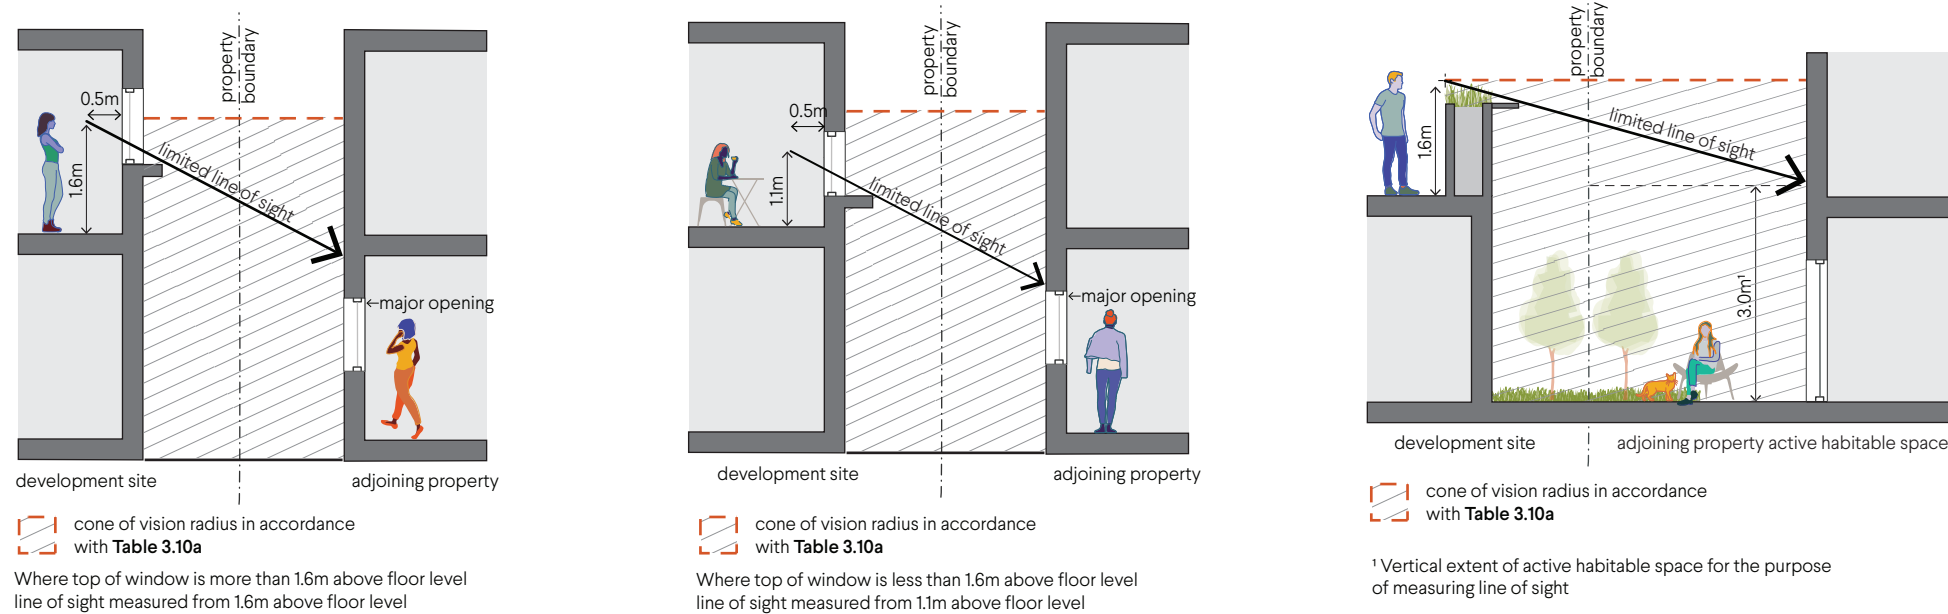 property
boundary
0.5m
1.6m
limited line of sight
←major opening
development site
adjoining property
cone of vision radius in accordance
with Table 3.10a
Where top of window is more than 1.6m above floor level
line of sight measured from 1.6m above floor level
property
boundary
0.5m
1.1m
limited line of sight
←major opening
development site
adjoining property
cone of vision radius in accordance
with Table 3.10a
Where top of window is less than 1.6m above floor level
line of sight measured from 1.1m above floor level
property
boundary
1.6m
limited line of sight
3.0m¹
development site
adjoining property active habitable space
cone of vision radius in accordance
with Table 3.10a
¹ Vertical extent of active habitable space for the purpose
of measuring line of sight